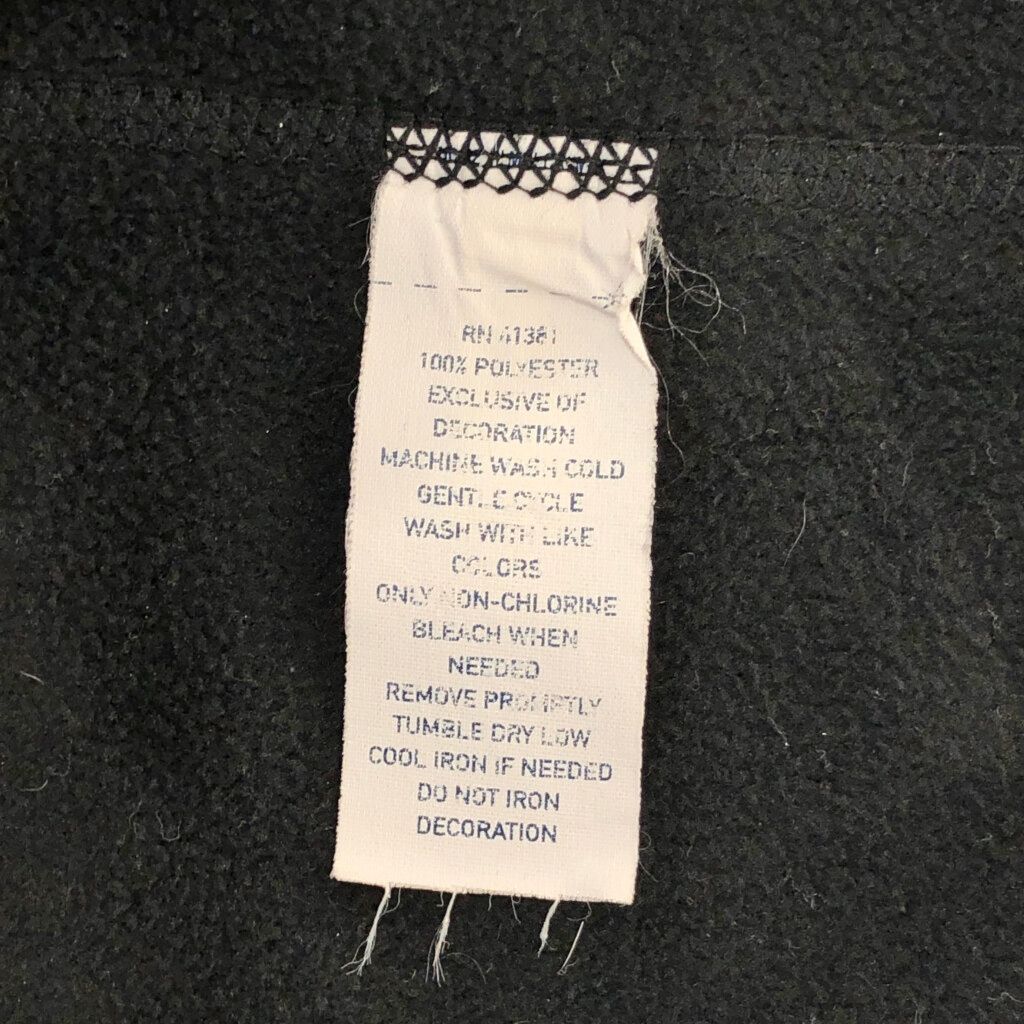 RN 41381
100% POLYESTER
EXCLUSIVE OF
DECORATION
MACHINE WASH COLD
GENTLE CYCLE
WASH WITH LIKE
COLORS
ONLY NON-CHLORINE
BLEACH WHEN
NEEDED
REMOVE PROMPTLY
TUMBLE DRY LOW
COOL IRON IF NEEDED
DO NOT IRON
DECORATION